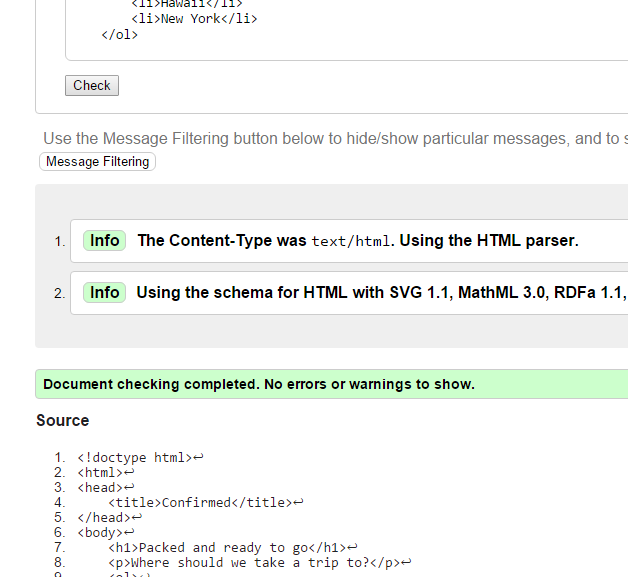 <li>Hawaii</li>
<li>New York</li>
</ol>
Check
Use the Message Filtering button below to hide/show particular messages, and to s
Message Filtering
1. Info The Content-Type was text/html. Using the HTML parser.
2. Info Using the schema for HTML with SVG 1.1, MathML 3.0, RDFa 1.1,
Document checking completed. No errors or warnings to show.
Source
1. <!doctype html>↩
2. <html>↩
3. <head>↩
4. <title>Confirmed</title>↩
5. </head>↩
6. <body>↩
7. <h1>Packed and ready to go</h1>↩
8. <p>Where should we take a trip to?</p>↩
9. <ol>↩